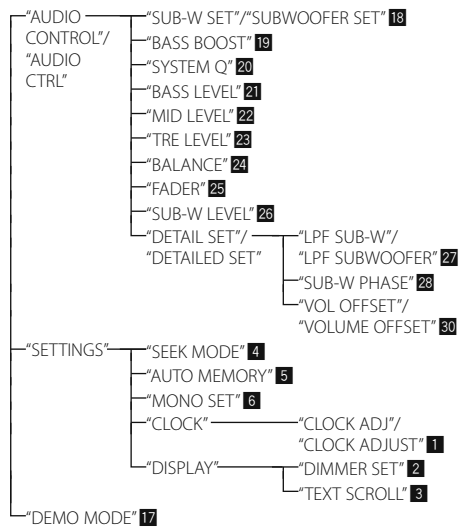 “AUDIO CONTROL”/ “AUDIO CTRL”
“SUB-W SET”/“SUBWOOFER SET” 18
“BASS BOOST” 19
“SYSTEM Q” 20
“BASS LEVEL” 21
“MID LEVEL” 22
“TRE LEVEL” 23
“BALANCE” 24
“FADER” 25
“SUB-W LEVEL” 26
“DETAIL SET”/
“DETAILED SET”
“LPF SUB-W”/
“LPF SUBWOOFER” 27
“SUB-W PHASE” 28
“VOL OFFSET”/
“VOLUME OFFSET” 30
“SETTINGS”
“SEEK MODE” 4
“AUTO MEMORY” 5
“MONO SET” 6
“CLOCK”
“CLOCK ADJ”/
“CLOCK ADJUST” 1
“DISPLAY”
“DIMMER SET” 2
“TEXT SCROLL” 3
“DEMO MODE” 17